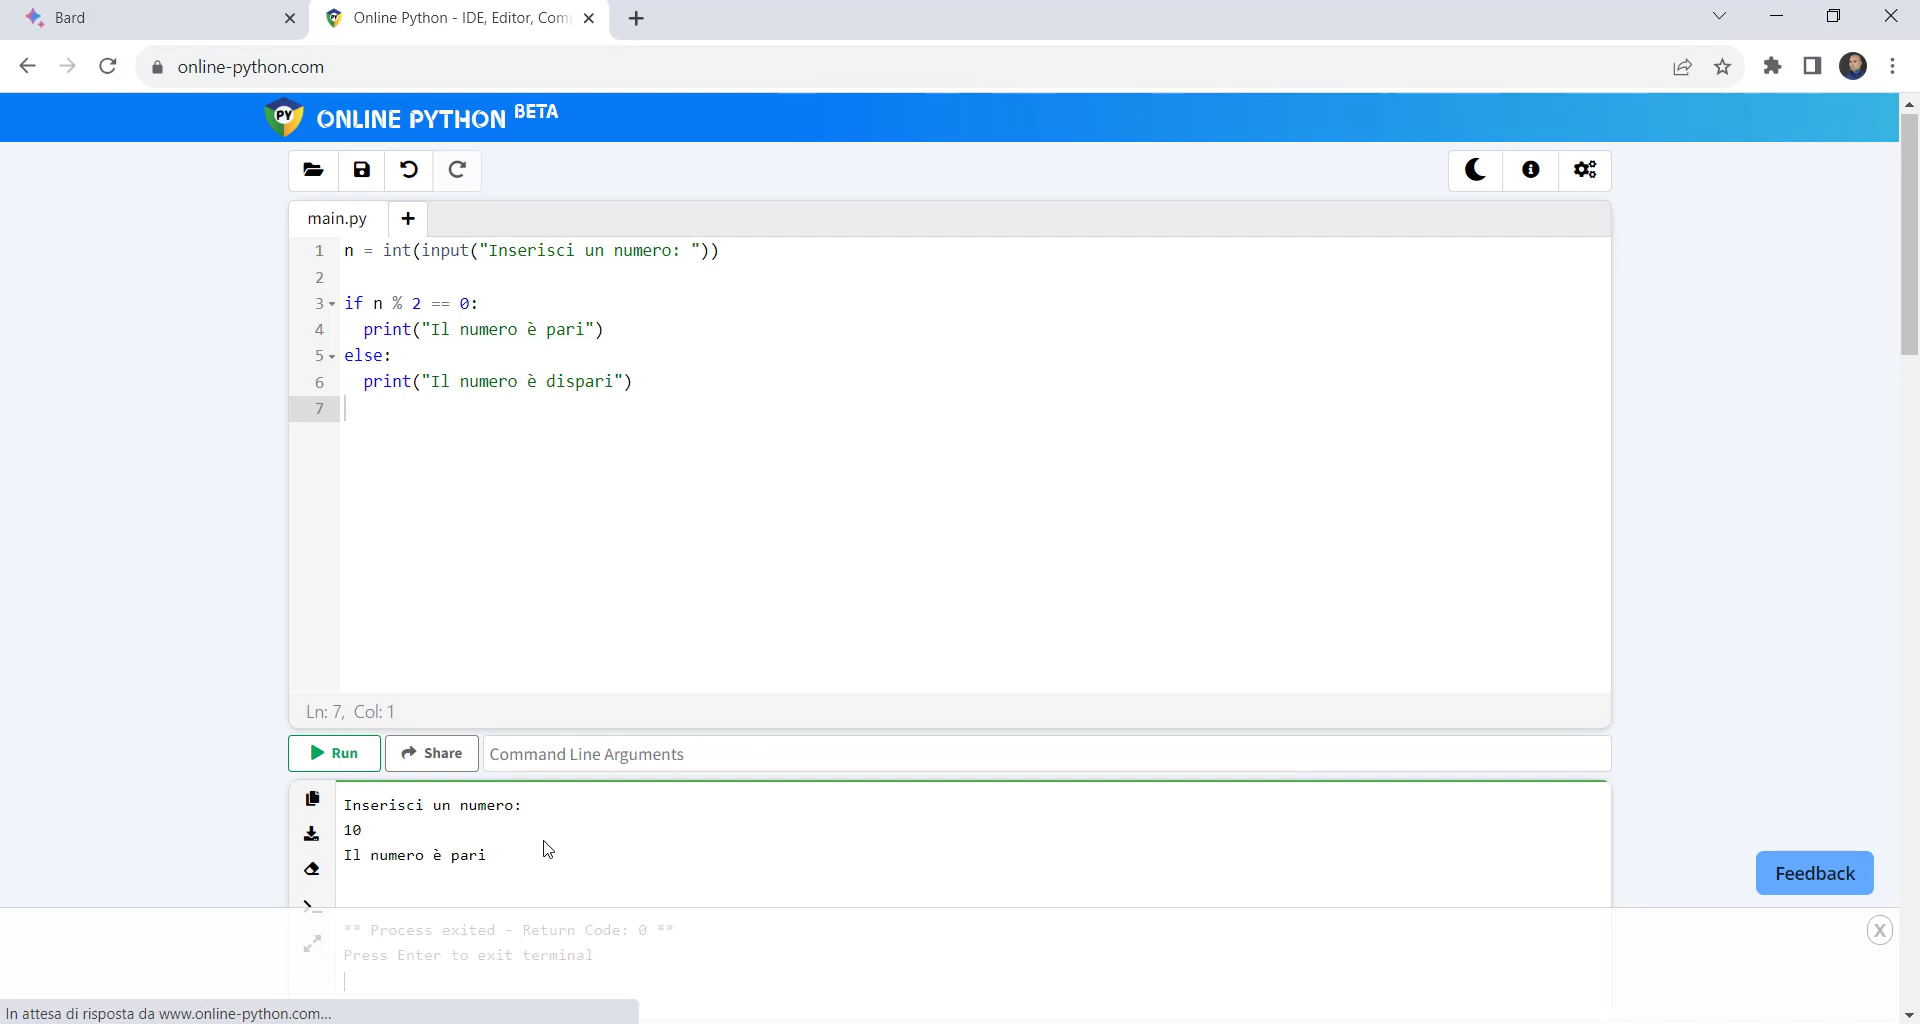 Bard
Online Python - IDE, Editor, Com
online-python.com
PY ONLINE PYTHON BETA
main.py
1 n = int(input("Inserisci un numero: "))
2
3 if n % 2 == 0:
4   print("Il numero è pari")
5 else:
6   print("Il numero è dispari")
7
Ln: 7, Col: 1
Run Share Command Line Arguments
Inserisci un numero:
10
Il numero è pari
Feedback
** Process exited - Return Code: 0 **
X
Press Enter to exit terminal
In attesa di risposta da www.online-python.com...